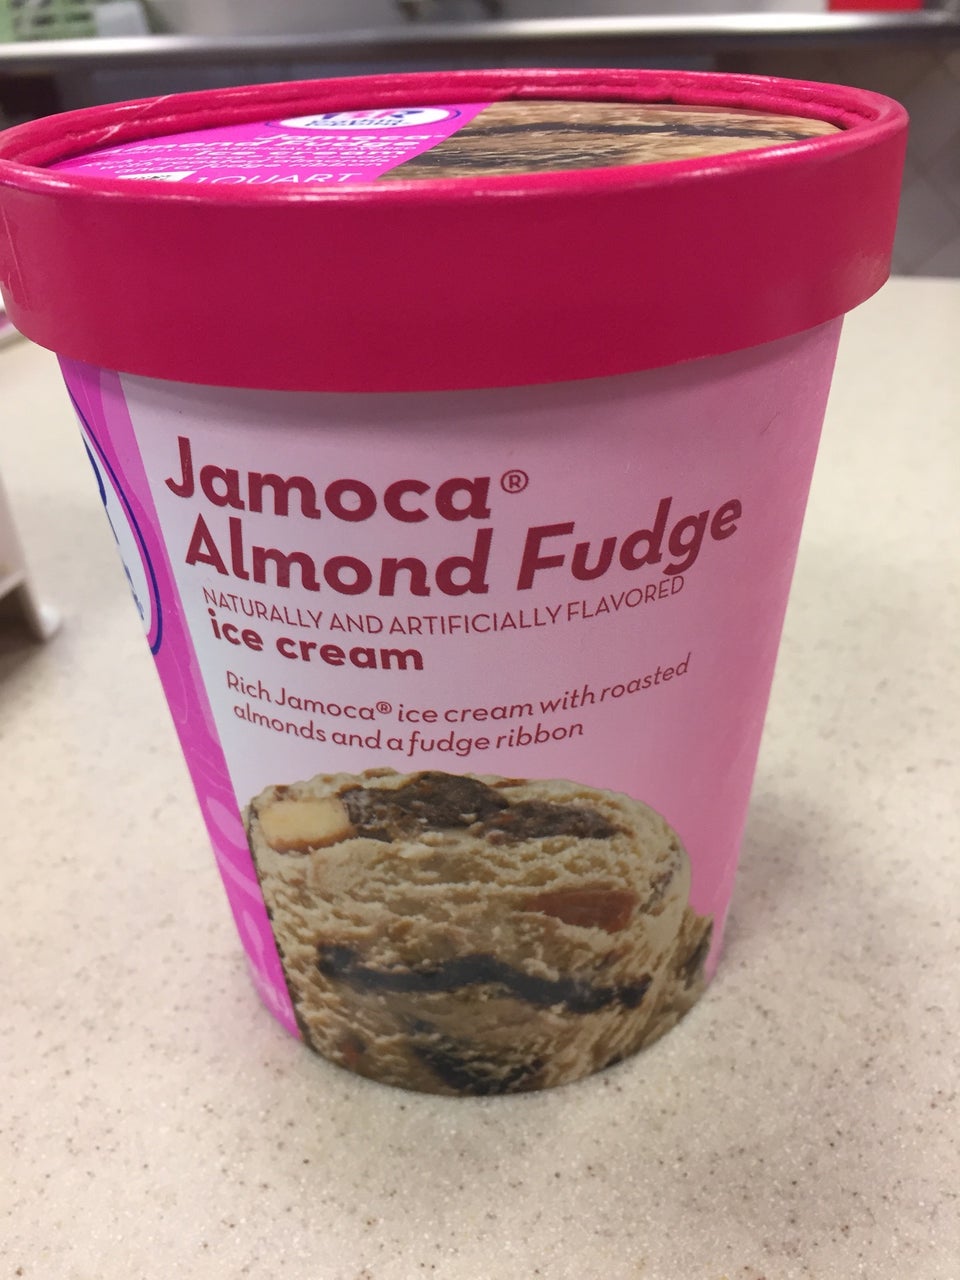 1 QUART
Jamoca®
Almond Fudge
NATURALLY AND ARTIFICIALLY FLAVORED
ice cream
Rich Jamoca® ice cream with roasted
almonds and a fudge ribbon